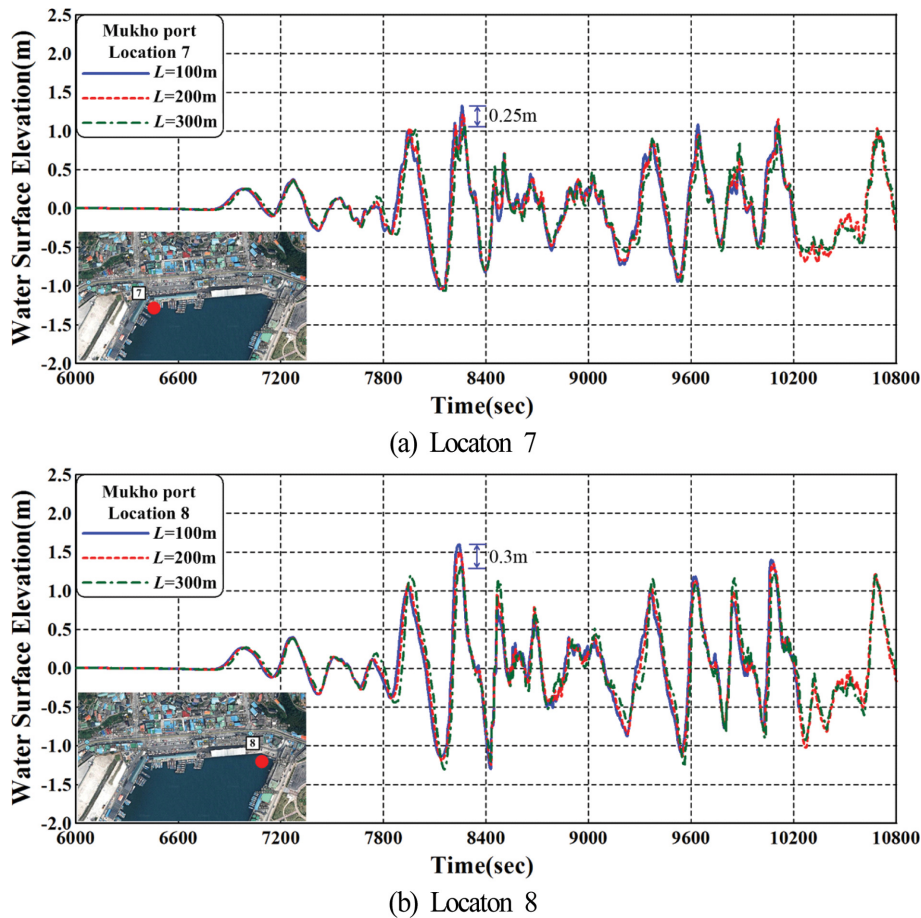 Mukho port
Location 7
L=100m
L=200m
L=300m
0.25m
7
2.5
2.0
1.5
1.0
0.5
0.0
-0.5
-1.0
-1.5
-2.0
Water Surface Elevation(m)
6000 6600 7200 7800 8400 9000 9600 10200 10800
Time(sec)
(a) Locaton 7
Mukho port
Location 8
L=100m
L=200m
L=300m
0.3m
8
2.5
2.0
1.5
1.0
0.5
0.0
-0.5
-1.0
-1.5
-2.0
Water Surface Elevation(m)
6000 6600 7200 7800 8400 9000 9600 10200 10800
Time(sec)
(b) Locaton 8